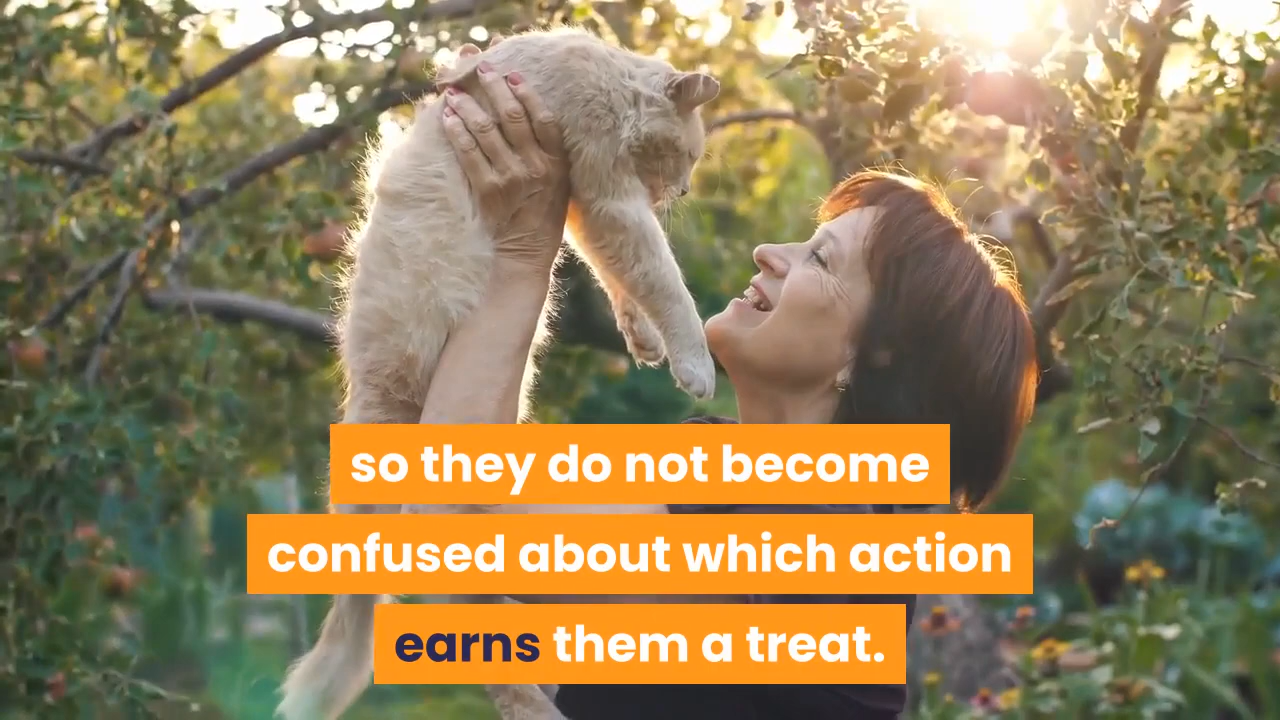 so they do not become
confused about which action
earns them a treat.